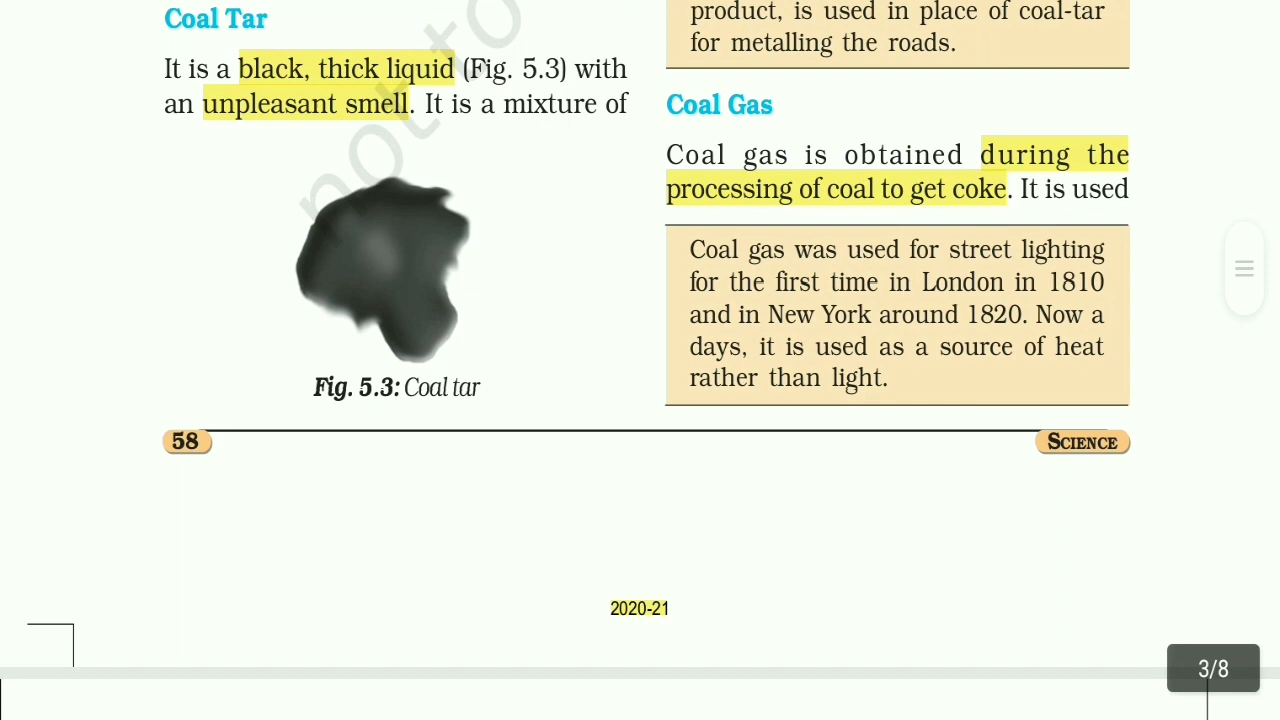 Coal Tar
It is a black, thick liquid (Fig. 5.3) with
an unpleasant smell. It is a mixture of
not to
Fig. 5.3: Coal tar
product, is used in place of coal-tar
for metalling the roads.
Coal Gas
Coal gas is obtained during the
processing of coal to get coke. It is used
Coal gas was used for street lighting
for the first time in London in 1810
and in New York around 1820. Now a
days, it is used as a source of heat
rather than light.
58
SCIENCE
2020-21
3/8